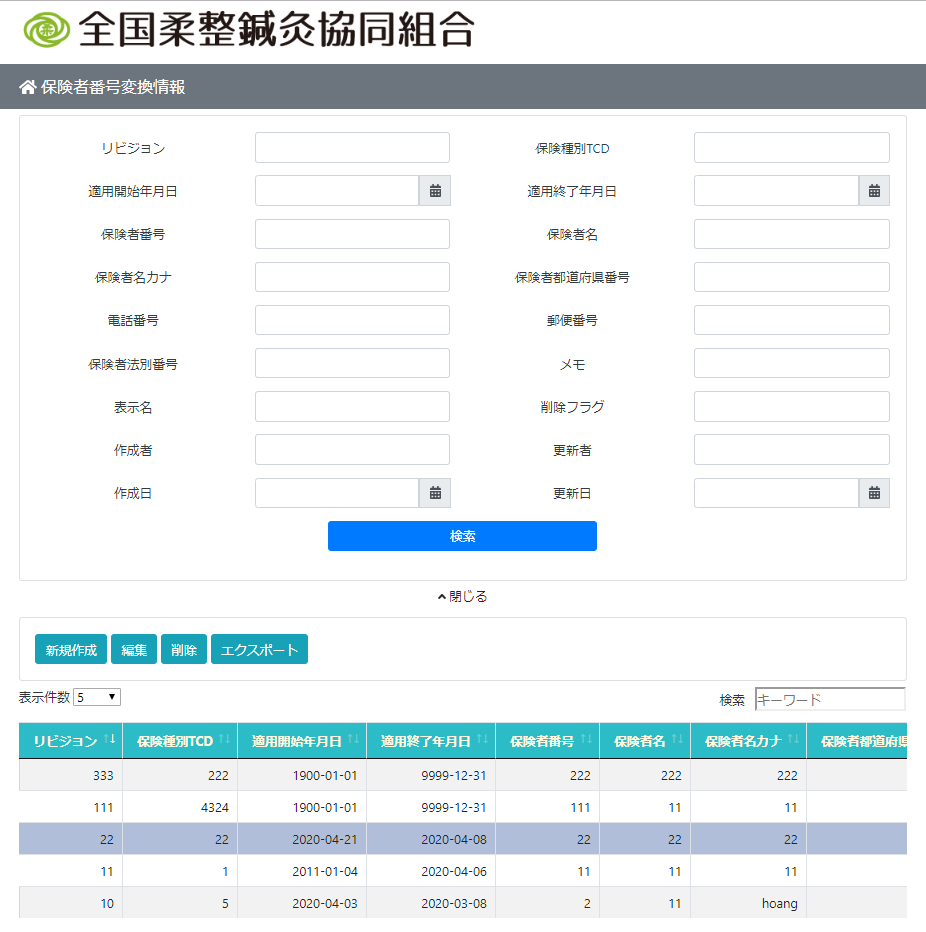 全国柔整鍼灸協同組合
保険者番号変換情報
リビジョン 保険種別TCD
適用開始年月日 適用終了年月日
保険者番号 保険者名
保険者名カナ 保険者都道府県番号
電話番号 郵便番号
保険者法別番号 メモ
表示名 削除フラグ
作成者 更新者
作成日 更新日
検索
閉じる
新規作成 編集 削除 エクスポート
表示件数 5 検索 キーワード
リビジョン 保険種別TCD 適用開始年月日 適用終了年月日 保険者番号 保険者名 保険者名カナ 保険者都道府県
333 222 1900-01-01 9999-12-31 222 222 222
111 4324 1900-01-01 9999-12-31 111 11 11
22 22 2020-04-21 2020-04-08 22 22 22
11 1 2011-01-04 2020-04-06 11 11 11
10 5 2020-04-03 2020-03-08 2 11 hoang